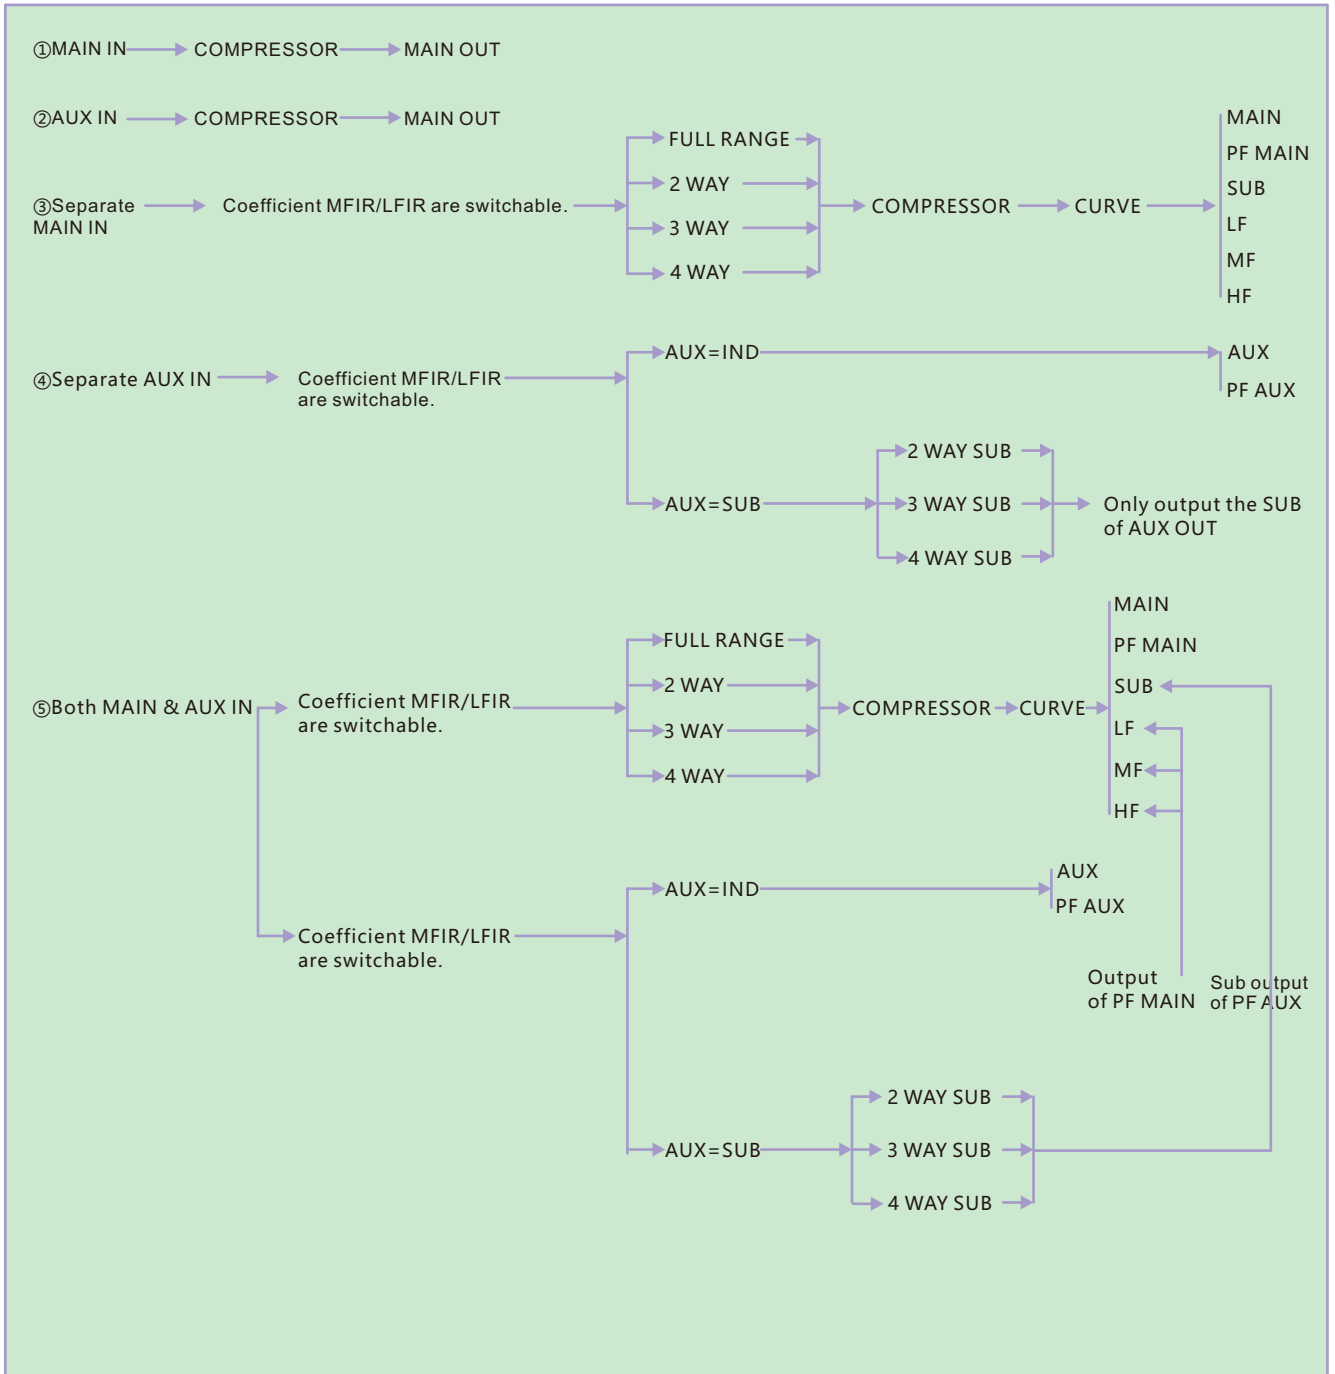 ①MAIN IN COMPRESSOR MAIN OUT
②AUX IN COMPRESSOR MAIN OUT
③Separate
MAIN IN
Coefficient MFIR/LFIR are switchable.
FULL RANGE
2 WAY
3 WAY
4 WAY
COMPRESSOR
CURVE
MAIN
PF MAIN
SUB
LF
MF
HF
④Separate AUX IN
Coefficient MFIR/LFIR
are switchable.
AUX=IND
AUX
PF AUX
AUX=SUB
2 WAY SUB
3 WAY SUB
4 WAY SUB
Only output the SUB
of AUX OUT
⑤Both MAIN & AUX IN
Coefficient MFIR/LFIR
are switchable.
FULL RANGE
2 WAY
3 WAY
4 WAY
COMPRESSOR
CURVE
MAIN
PF MAIN
SUB
LF
MF
HF
Coefficient MFIR/LFIR
are switchable.
AUX=IND
AUX
PF AUX
Output
of PF MAIN
Sub output
of PF AUX
AUX=SUB
2 WAY SUB
3 WAY SUB
4 WAY SUB